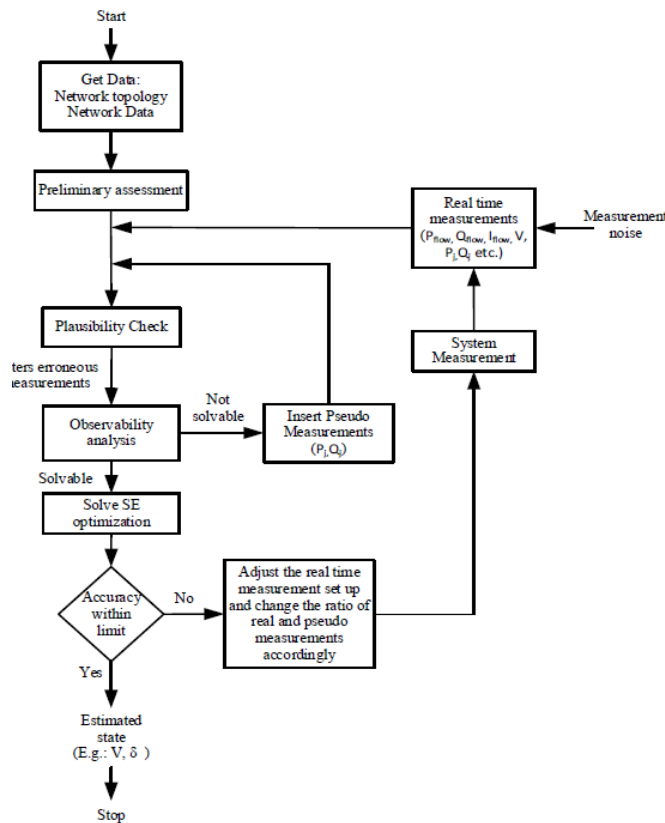 Start
Get Data:
Network topology
Network Data
Preliminary assessment
Real time
measurements
(Pflow, Qflow, Iflow, V,
Pj,Qj etc.)
Measurement
noise
Plausibility Check
System
Measurement
ters erroneous
measurements
Observability
analysis
Not
solvable
Insert Pseudo
Measurements
(Pj,Qj)
Solvable
Solve SE
optimization
Accuracy
within
limit
No
Adjust the real time
measurement set up
and change the ratio of
real and pseudo
measurements
accordingly
Yes
Estimated
state
(E.g.: V, δ )
Stop